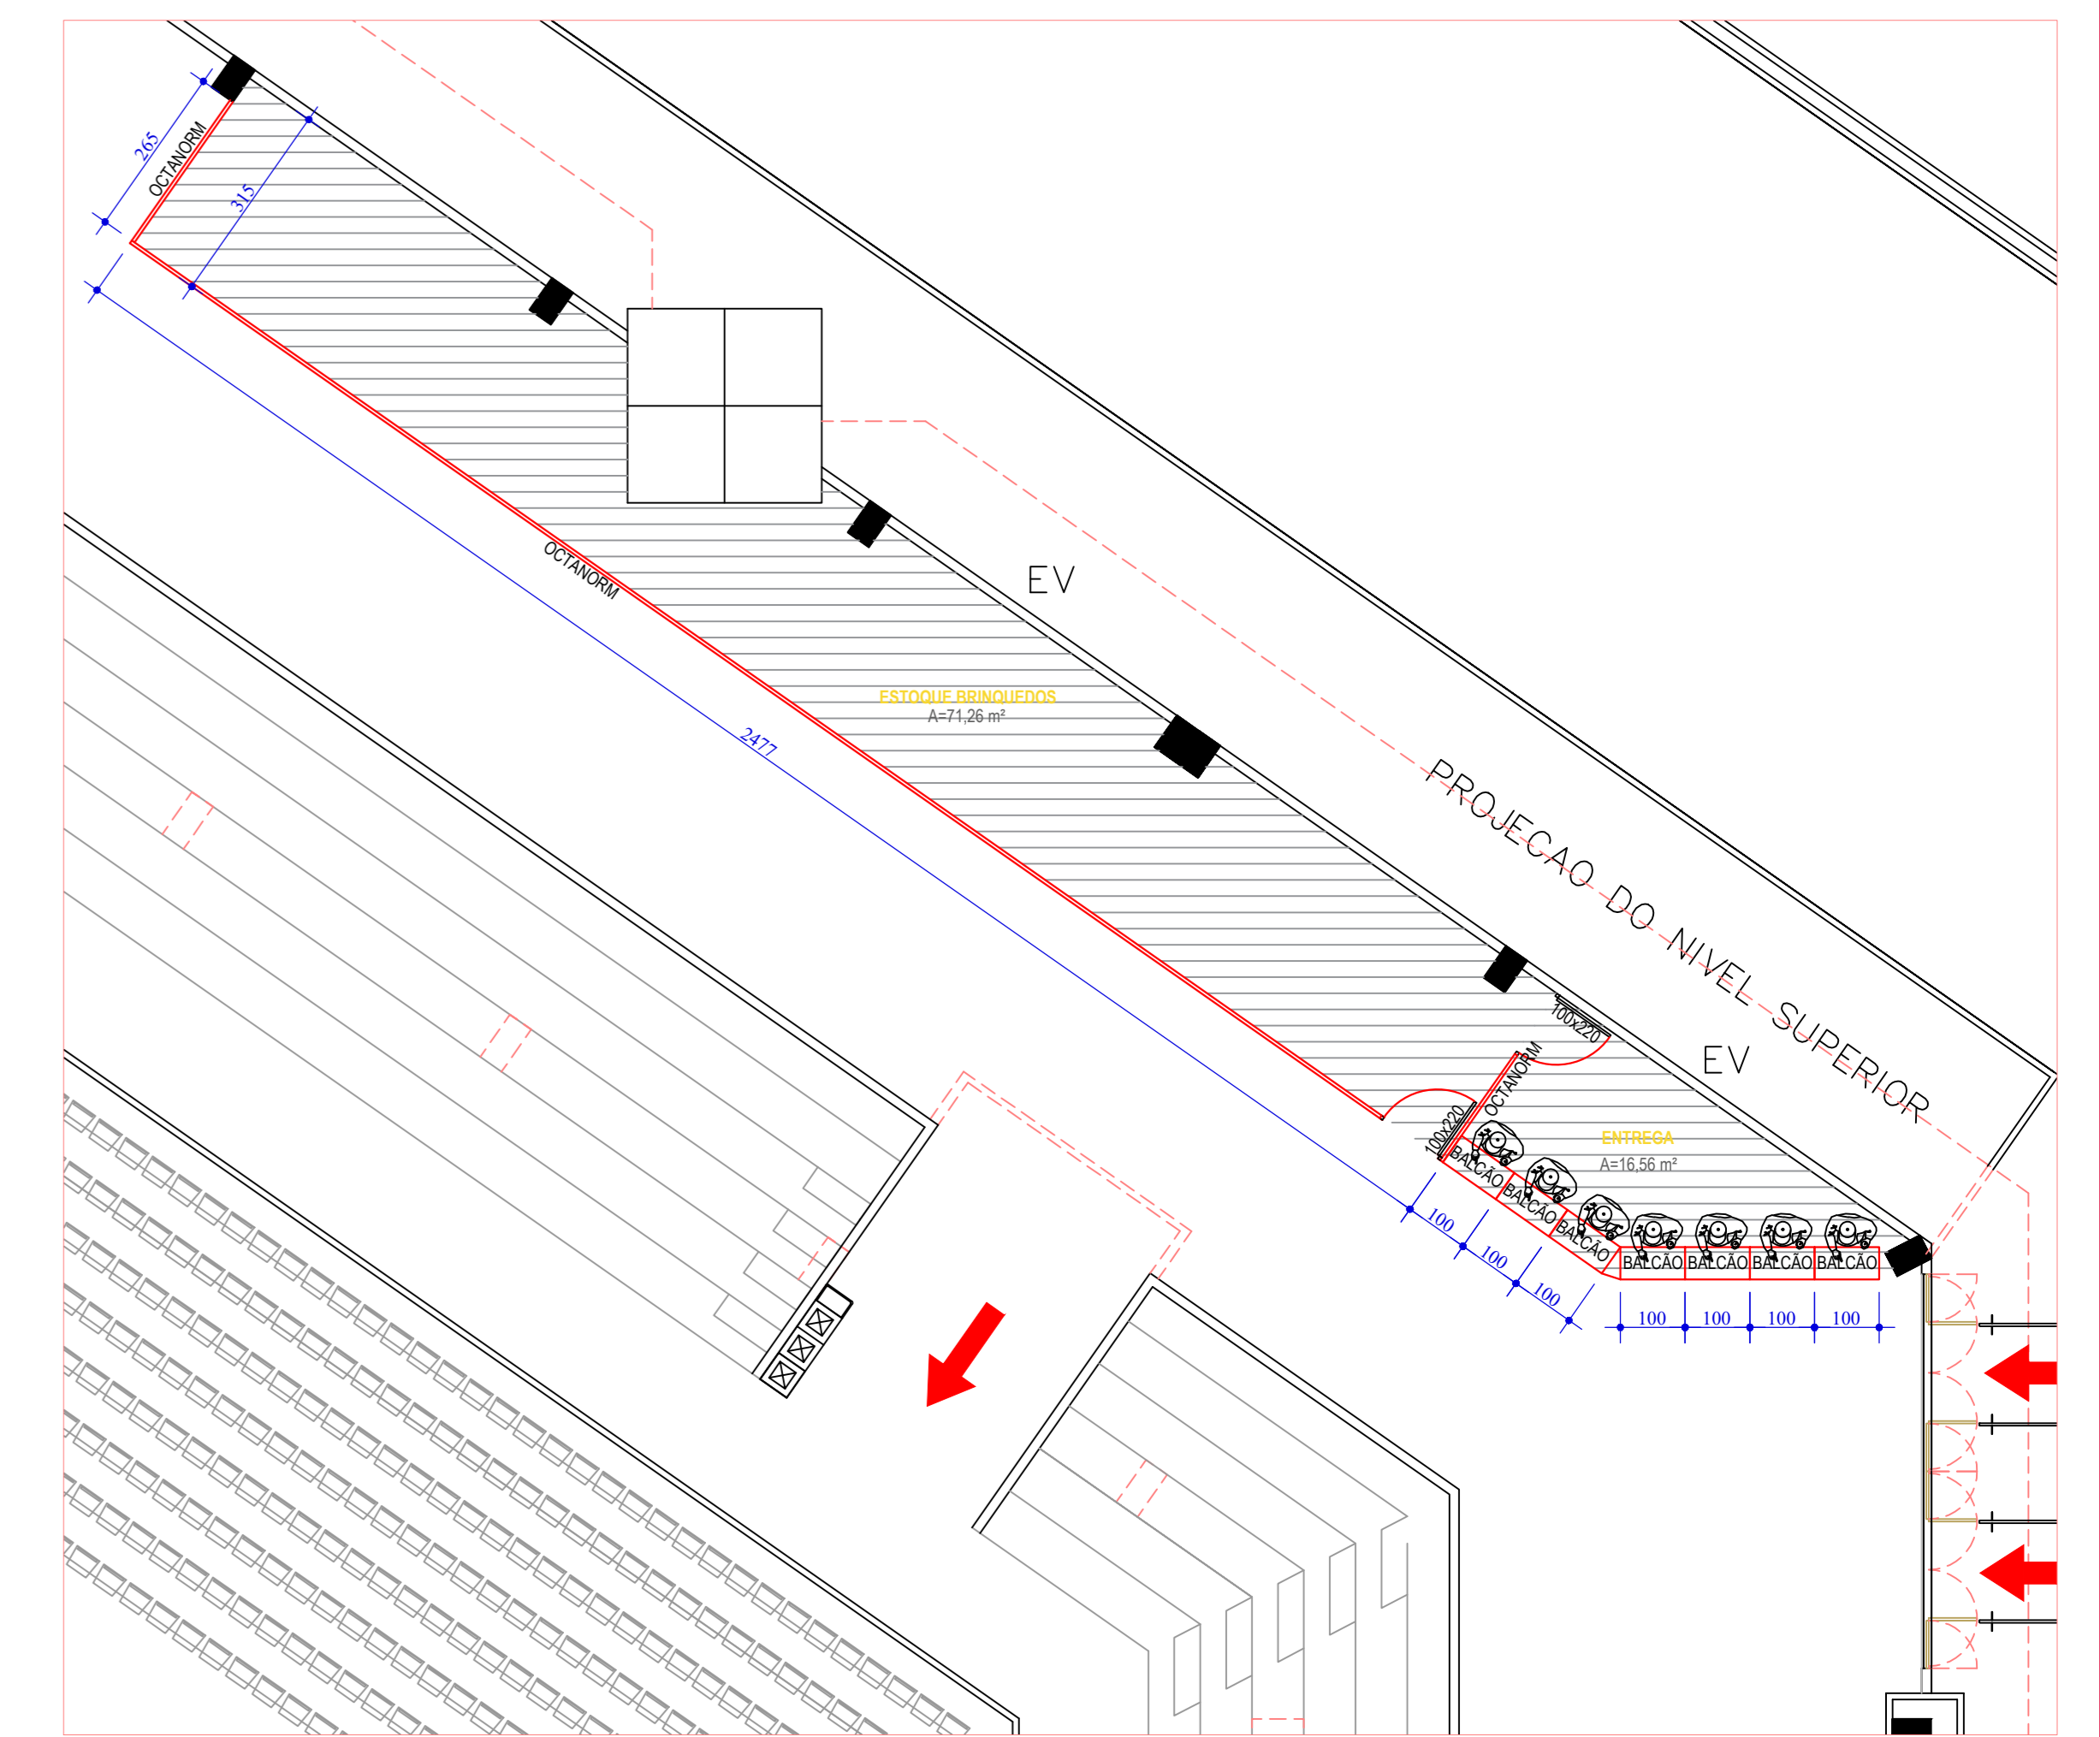 265
OCTANORM
315
OCTANORM
EV
ESTOQUE BRINQUEDOS
A=71,26 m²
2477
PROJECAO DO NIVEL SUPERIOR
100x220
OCTANORM
EV
100x220
ENTREGA
A=16,56 m²
BALCÃO
BALCÃO
BALCÃO
BALCÃO BALCÃO BALCÃO BALCÃO
100
100
100
100 100 100 100